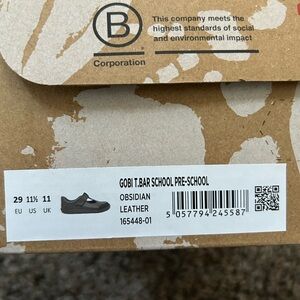 This company meets the
highest standards of social
and environmental impact
B
Corporation
GOBI T.BAR SCHOOL PRE-SCHOOL
29 11½ 11
EU US UK
OBSIDIAN
LEATHER
165448-01
5 057794 245587